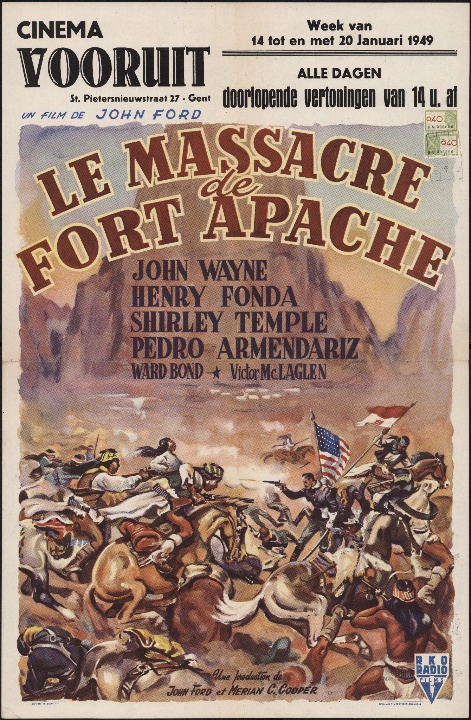 CINEMA
VOORUIT
St. Pietersnieuwstraat 27 - Gent
Week van
14 tot en met 20 Januari 1949
ALLE DAGEN
doorlopende vertoningen van 14 u. af
UN FILM DE JOHN FORD
LE MASSACRE
de
FORT APACHE
JOHN WAYNE
HENRY FONDA
SHIRLEY TEMPLE
PEDRO ARMENDARIZ
WARD BOND ★ Victor Mc.LAGLEN
Une production de
JOHN FORD et MERIAN C. COOPER
RKO
RADIO